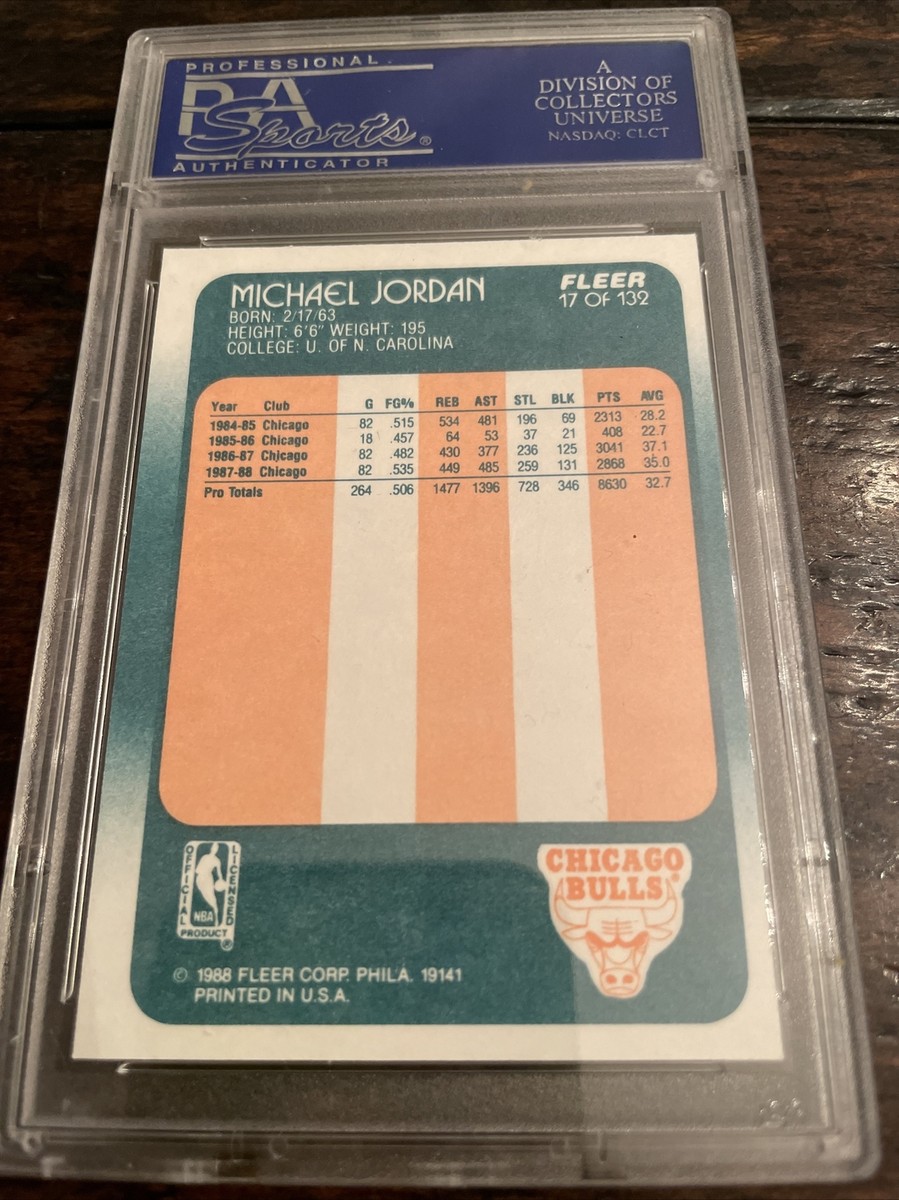 PROFESSIONAL
PSA
Sports®
AUTHENTICATOR
A
DIVISION OF
COLLECTORS
UNIVERSE
NASDAQ: CLCT
MICHAEL JORDAN
BORN: 2/17/63
HEIGHT: 6'6" WEIGHT: 195
COLLEGE: U. OF N. CAROLINA
FLEER
17 OF 132
Year Club G FG% REB AST STL BLK PTS AVG
1984-85 Chicago 82 .515 534 481 196 69 2313 28.2
1985-86 Chicago 18 .457 64 53 37 21 408 22.7
1986-87 Chicago 82 .482 430 377 236 125 3041 37.1
1987-88 Chicago 82 .535 449 485 259 131 2868 35.0
Pro Totals 264 .506 1477 1396 728 346 8630 32.7
OFFICIAL
LICENSED
NBA
PRODUCT
®
CHICAGO
BULLS®
© 1988 FLEER CORP. PHILA. 19141
PRINTED IN U.S.A.